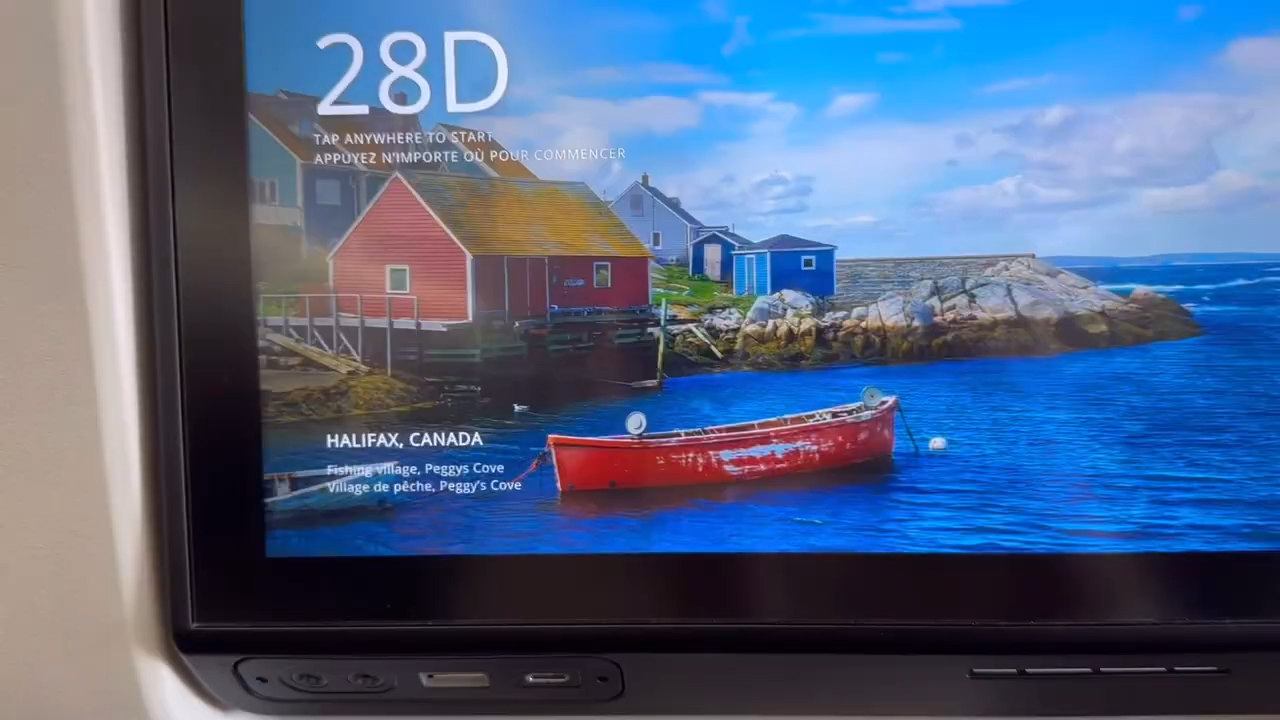 28D
TAP ANYWHERE TO START
APPUYEZ N'IMPORTE OÙ POUR COMMENCER
HALIFAX, CANADA
Fishing village, Peggys Cove
Village de pêche, Peggy's Cove